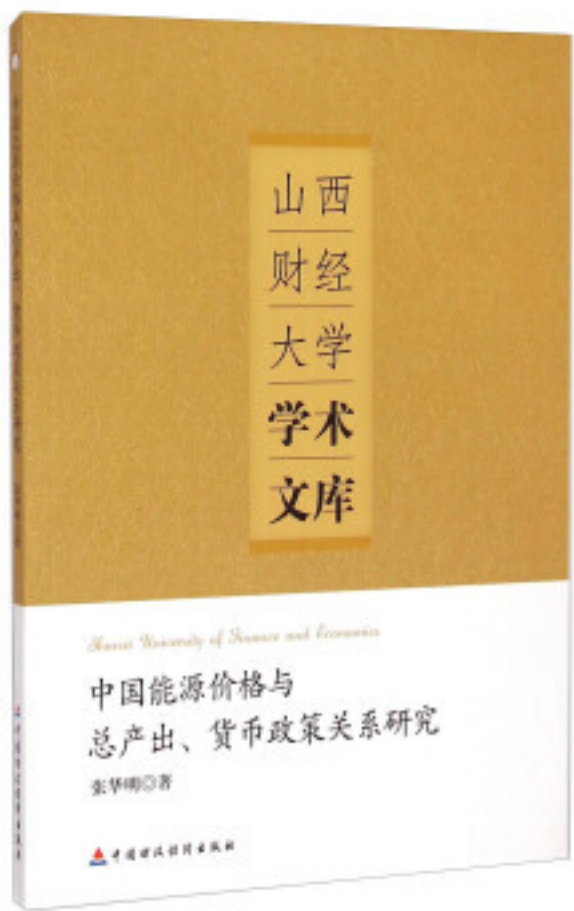 山西
财经
大学
学术
文库
Shanxi University of Finance and Economics
中国能源价格与
总产出、货币政策关系研究
张华明◎著
中国财政经济出版社